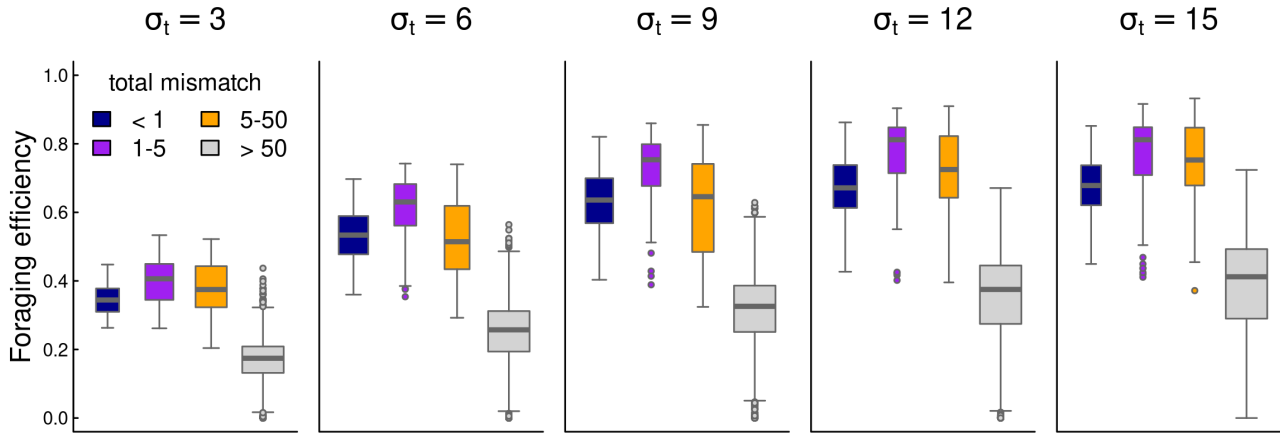 σt = 3
σt = 6
σt = 9
σt = 12
σt = 15
Foraging efficiency
1.0
0.8
0.6
0.4
0.2
0.0
total mismatch
< 1
5-50
1-5
> 50